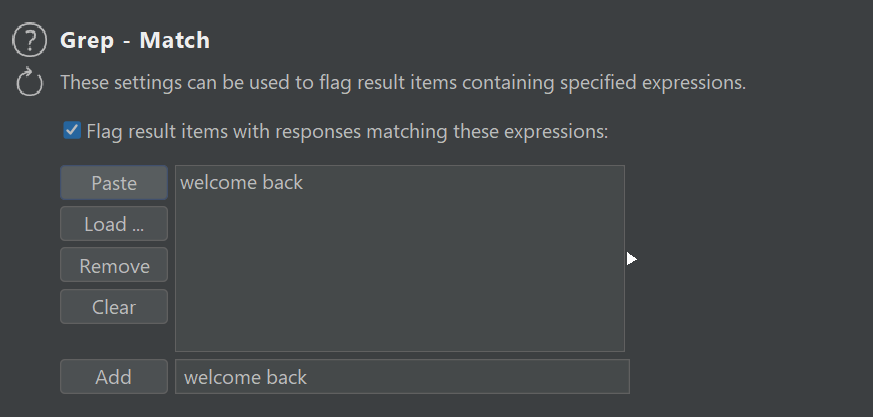 Grep - Match
These settings can be used to flag result items containing specified expressions.
Flag result items with responses matching these expressions:
Paste
welcome back
Load ...
Remove
Clear
Add
welcome back